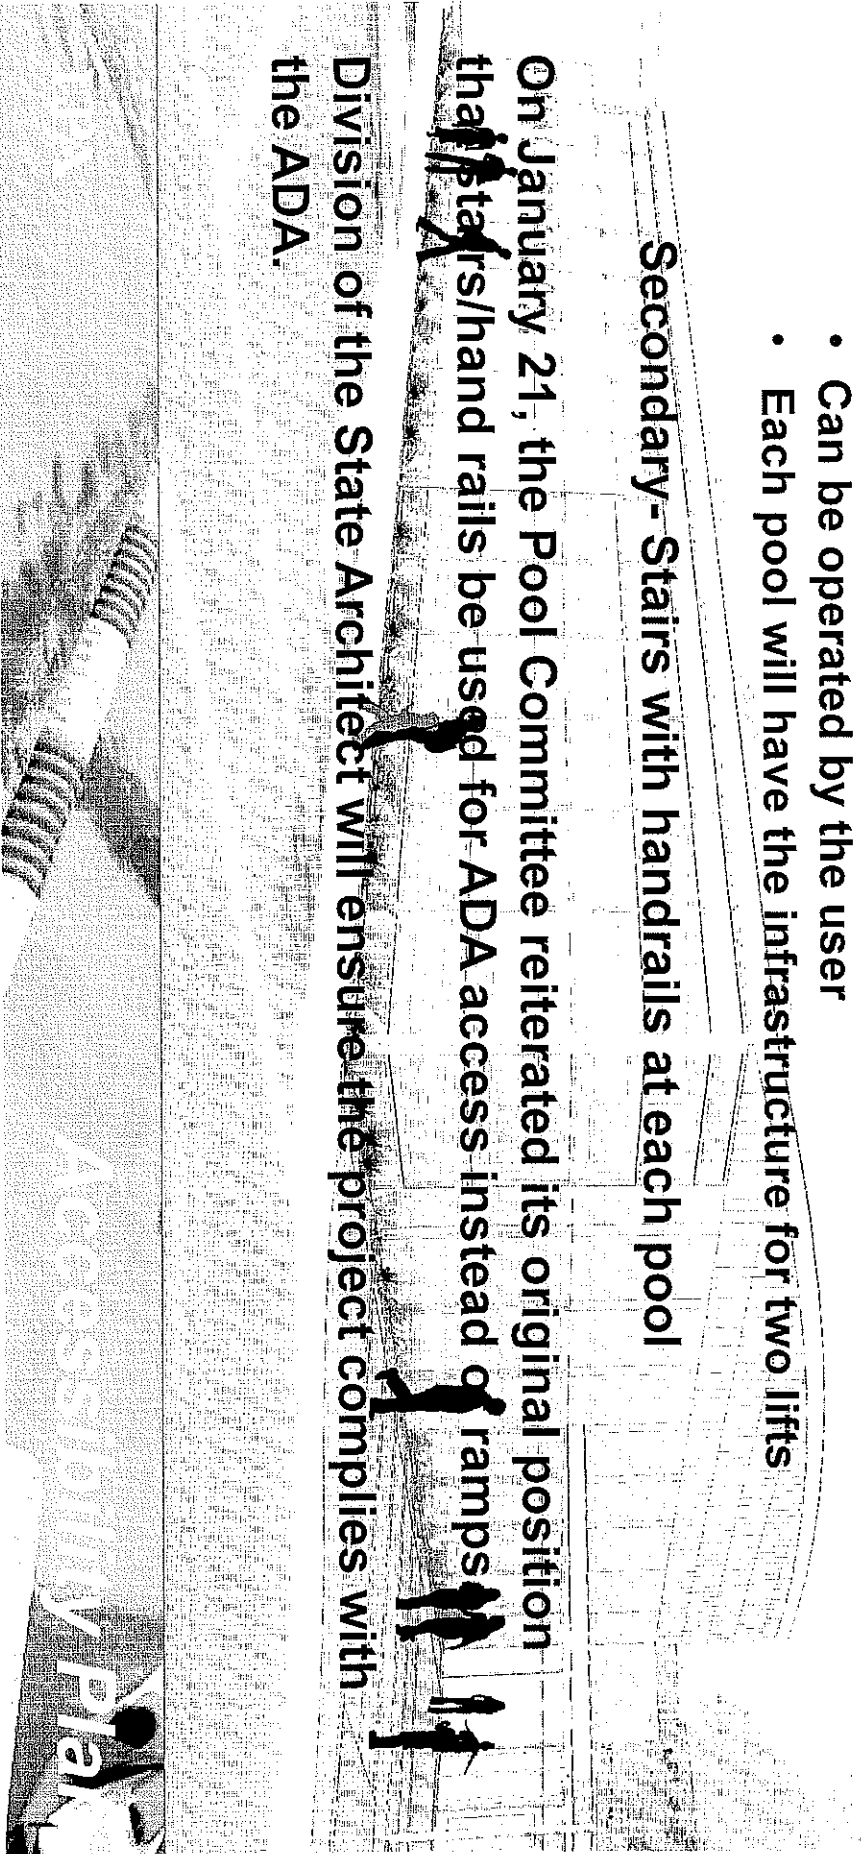 • Can be operated by the user
• Each pool will have the infrastructure for two lifts
Secondary- Stairs with handrails at each pool
On January 21, the Pool Committee reiterated its original position
that stairs/hand rails be used for ADA access instead of ramps
Division of the State Architect will ensure the project complies with
the ADA.
Accessibility Plan